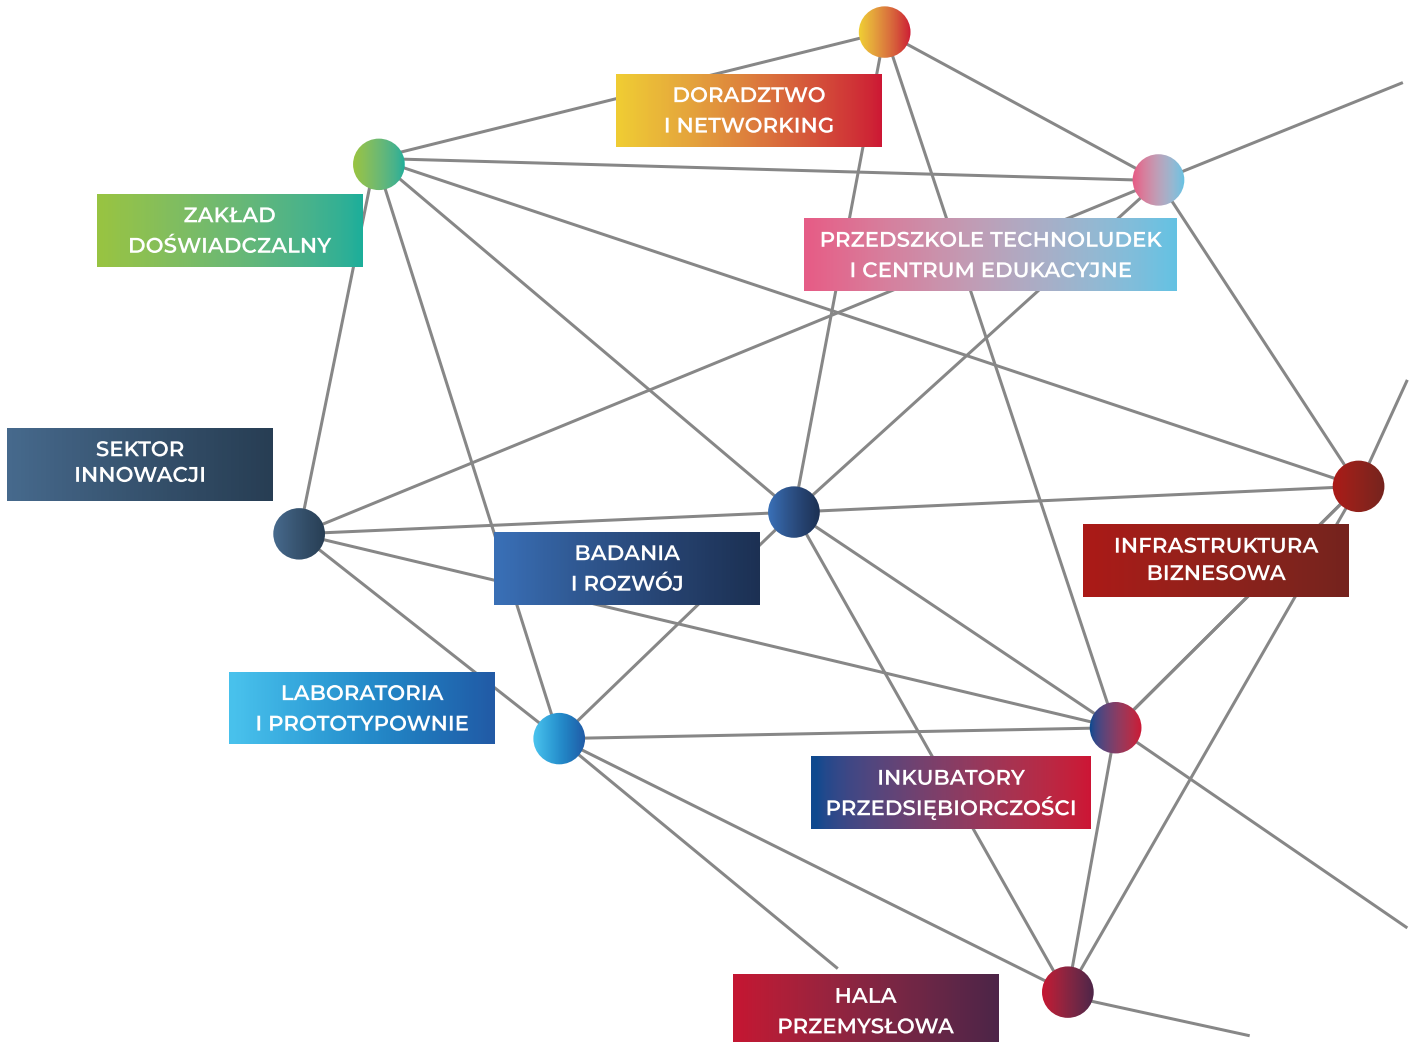 DORADZTWO
I NETWORKING
ZAKŁAD
DOŚWIADCZALNY
PRZEDSZKOLE TECHNOLUDEK
I CENTRUM EDUKACYJNE
SEKTOR
INNOWACJI
BADANIA
I ROZWÓJ
INFRASTRUKTURA
BIZNESOWA
LABORATORIA
I PROTOTYPOWNIE
INKUBATORY
PRZEDSIĘBIORCZOŚCI
HALA
PRZEMYSŁOWA